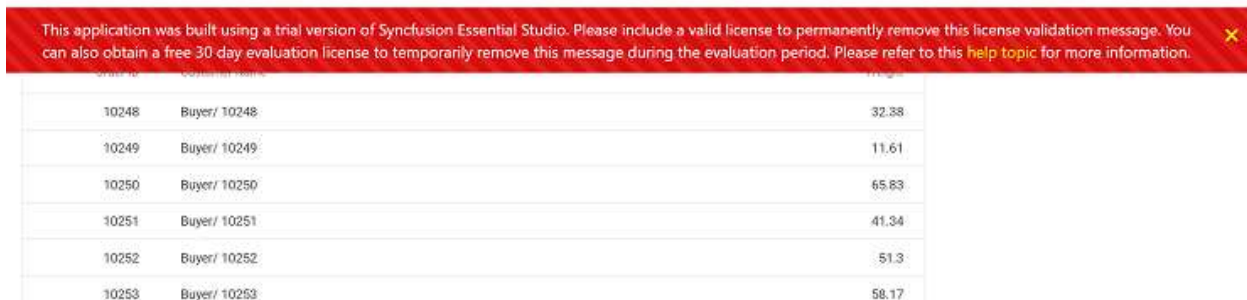 This application was built using a trial version of Syncfusion Essential Studio. Please include a valid license to permanently remove this license validation message. You
can also obtain a free 30 day evaluation license to temporarily remove this message during the evaluation period. Please refer to this help topic for more information.
10248 Buyer/ 10248 32.38
10249 Buyer/ 10249 11.61
10250 Buyer/ 10250 65.83
10251 Buyer/ 10251 41.34
10252 Buyer/ 10252 51.3
10253 Buyer/ 10253 58.17